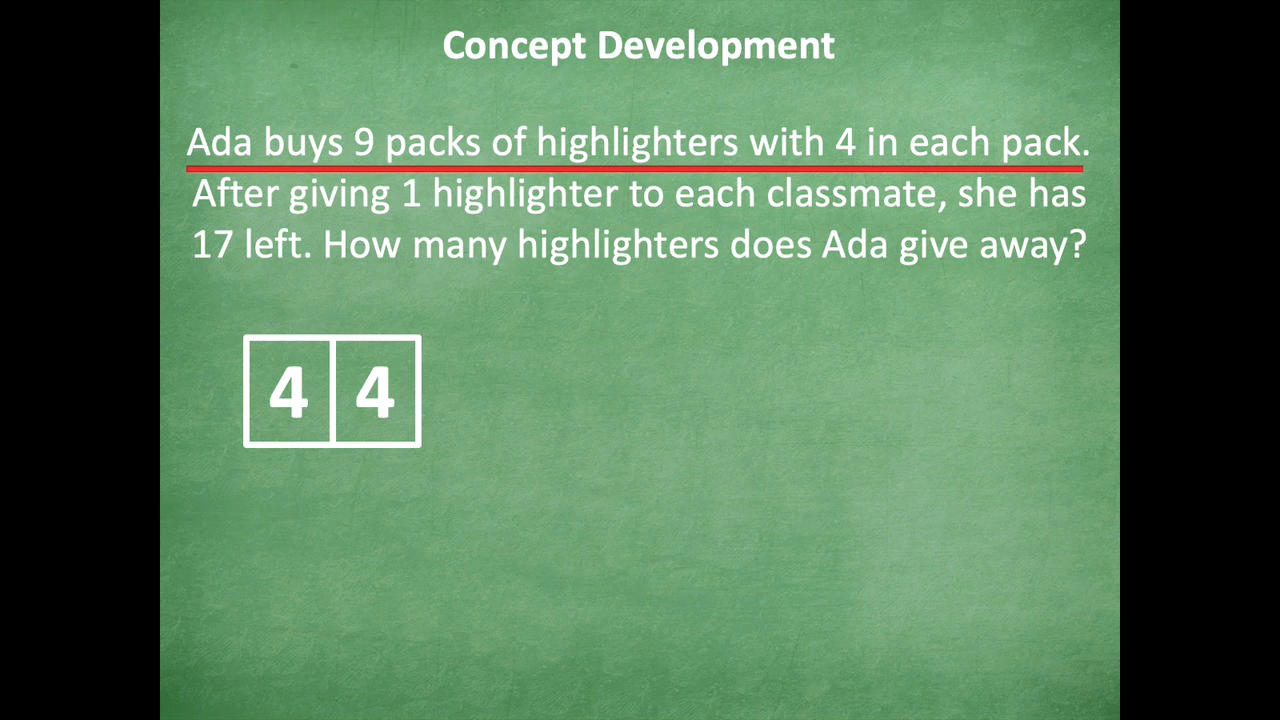 Concept Development
Ada buys 9 packs of highlighters with 4 in each pack.
After giving 1 highlighter to each classmate, she has
17 left. How many highlighters does Ada give away?
4 4